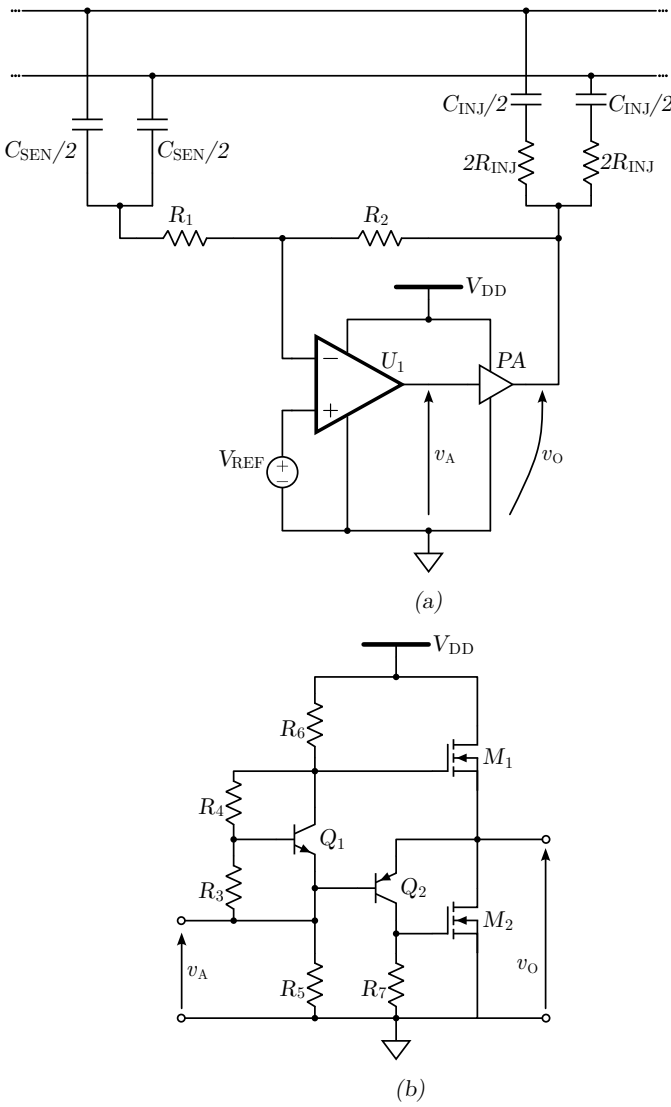 C_SEN/2
C_SEN/2
C_INJ/2
C_INJ/2
2R_INJ
2R_INJ
R_1
R_2
V_DD
U_1
PA
−
+
V_REF
+
−
v_A
v_O
(a)
V_DD
R_6
M_1
R_4
Q_1
R_3
Q_2
M_2
v_A
R_5
R_7
v_O
(b)